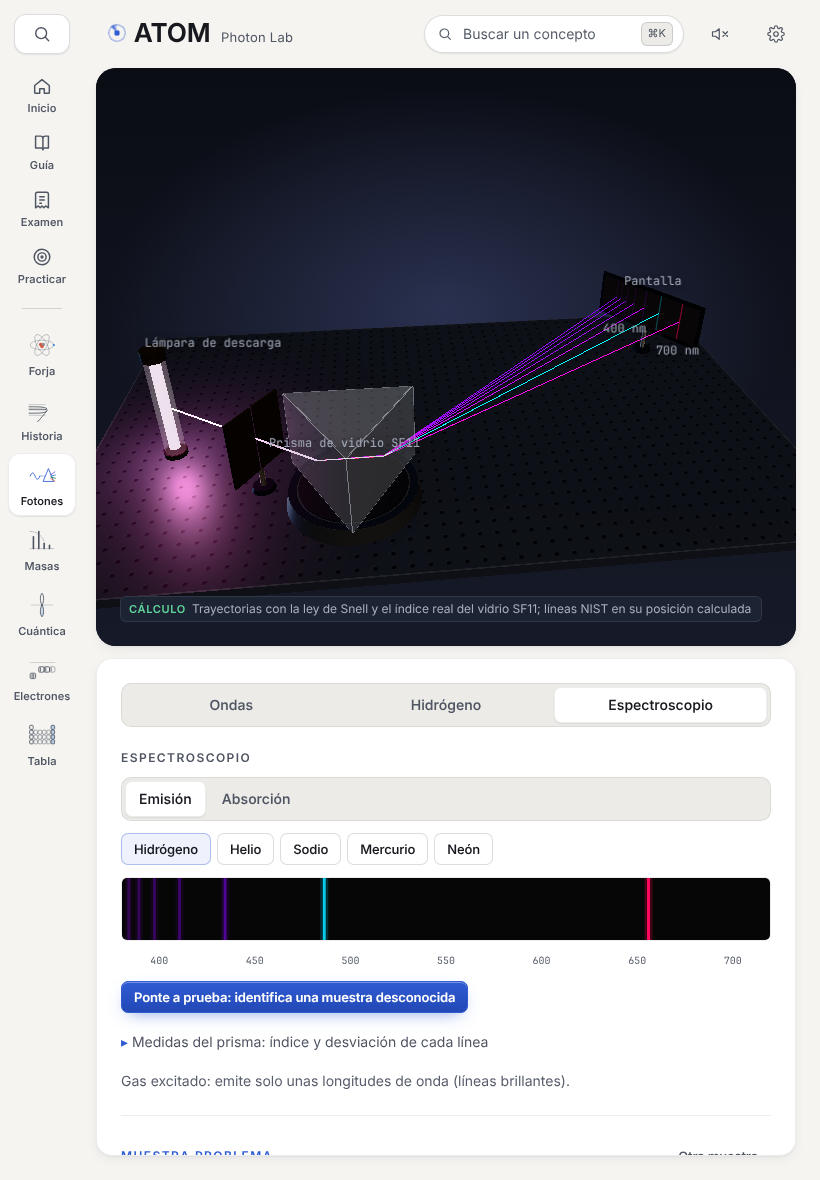 ATOM Photon Lab
Buscar un concepto ⌘K
Inicio
Guía
Examen
Practicar
Forja
Historia
Fotones
Masas
Cuántica
Electrones
Tabla
Pantalla
400 nm
700 nm
Lámpara de descarga
Prisma de vidrio SF11
CÁLCULO Trayectorias con la ley de Snell y el índice real del vidrio SF11; líneas NIST en su posición calculada
Ondas Hidrógeno Espectroscopio
ESPECTROSCOPIO
Emisión Absorción
Hidrógeno Helio Sodio Mercurio Neón
400 450 500 550 600 650 700
Ponte a prueba: identifica una muestra desconocida
▸ Medidas del prisma: índice y desviación de cada línea
Gas excitado: emite solo unas longitudes de onda (líneas brillantes).
MUESTRA PROBLEMA Otra muestra